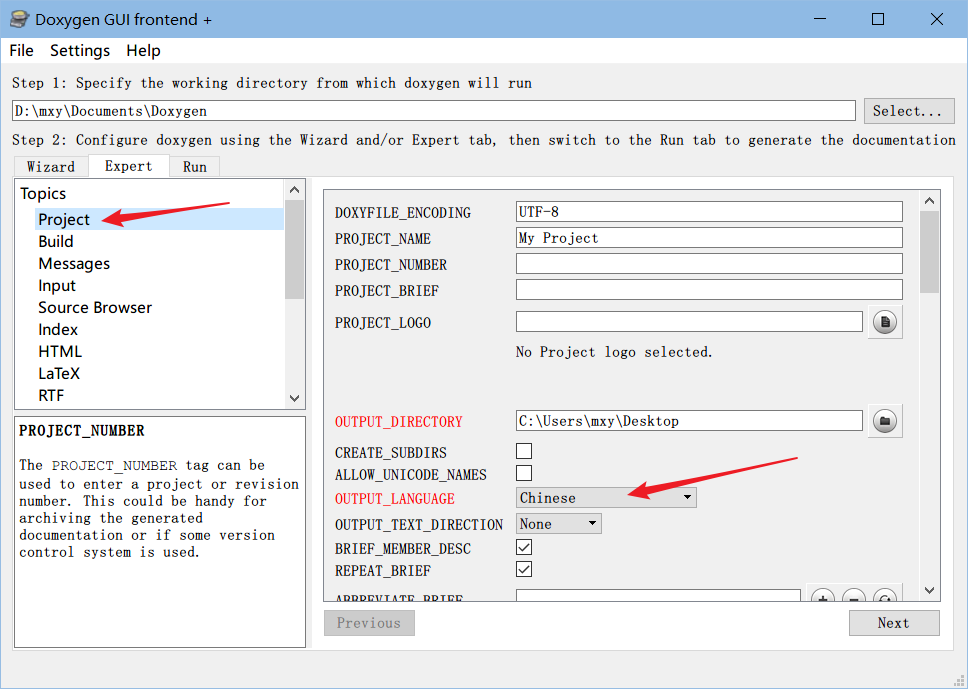 Doxygen GUI frontend +
File Settings Help
Step 1: Specify the working directory from which doxygen will run
D:\mxy\Documents\Doxygen
Select...
Step 2: Configure doxygen using the Wizard and/or Expert tab, then switch to the Run tab to generate the documentation
Wizard Expert Run
Topics
Project
Build
Messages
Input
Source Browser
Index
HTML
LaTeX
RTF
PROJECT_NUMBER
The PROJECT_NUMBER tag can be
used to enter a project or revision
number. This could be handy for
archiving the generated
documentation or if some version
control system is used.
DOXYFILE_ENCODING UTF-8
PROJECT_NAME My Project
PROJECT_NUMBER
PROJECT_BRIEF
PROJECT_LOGO
No Project logo selected.
OUTPUT_DIRECTORY C:\Users\mxy\Desktop
CREATE_SUBDIRS
ALLOW_UNICODE_NAMES
OUTPUT_LANGUAGE Chinese
OUTPUT_TEXT_DIRECTION None
BRIEF_MEMBER_DESC
REPEAT_BRIEF
ABBREVIATE_BRIEF
Previous Next